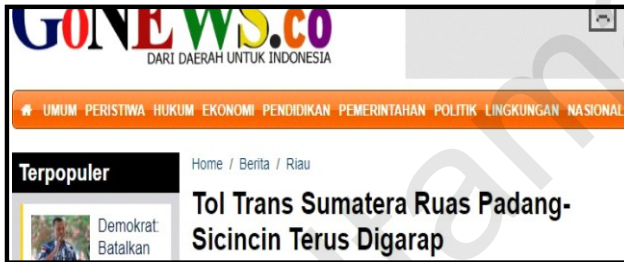 GONEWS.CO
DARI DAERAH UNTUK INDONESIA
UMUM PERISTIWA HUKUM EKONOMI PENDIDIKAN PEMERINTAHAN POLITIK LINGKUNGAN NASIONAL
Home / Berita / Riau
Terpopuler
Tol Trans Sumatera Ruas Padang-
Sicincin Terus Digarap
Demokrat:
Batalkan